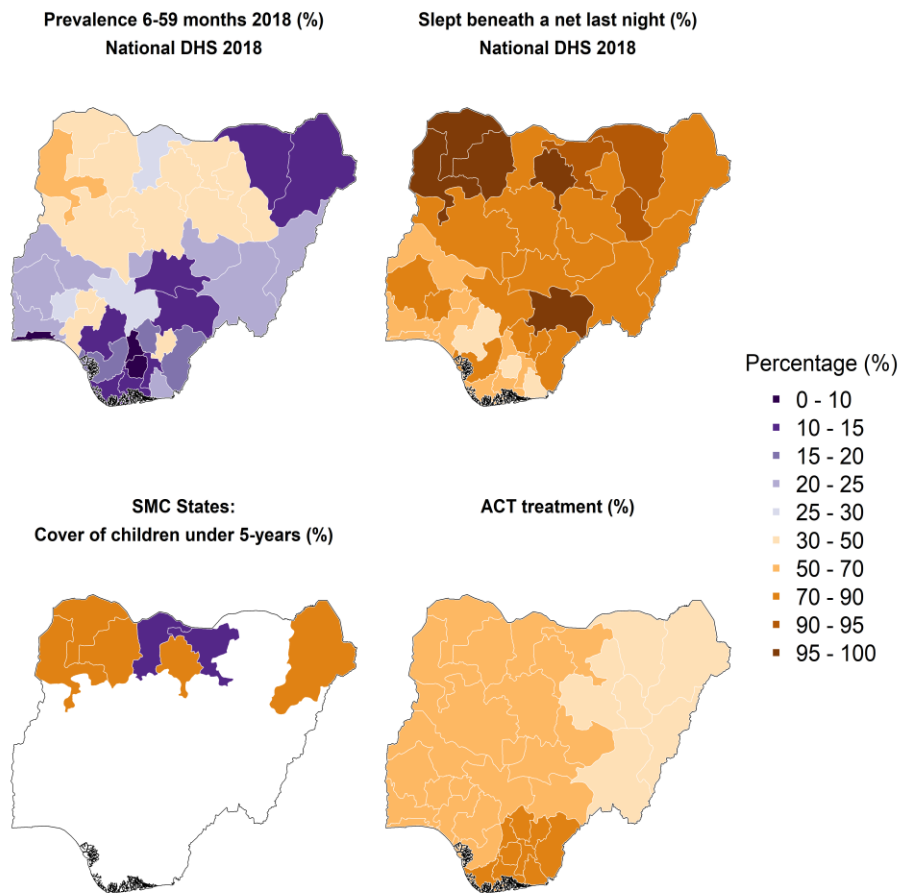 Prevalence 6-59 months 2018 (%)
National DHS 2018
Slept beneath a net last night (%)
National DHS 2018
Percentage (%)
0 - 10
10 - 15
15 - 20
20 - 25
25 - 30
30 - 50
50 - 70
70 - 90
90 - 95
95 - 100
SMC States:
Cover of children under 5-years (%)
ACT treatment (%)